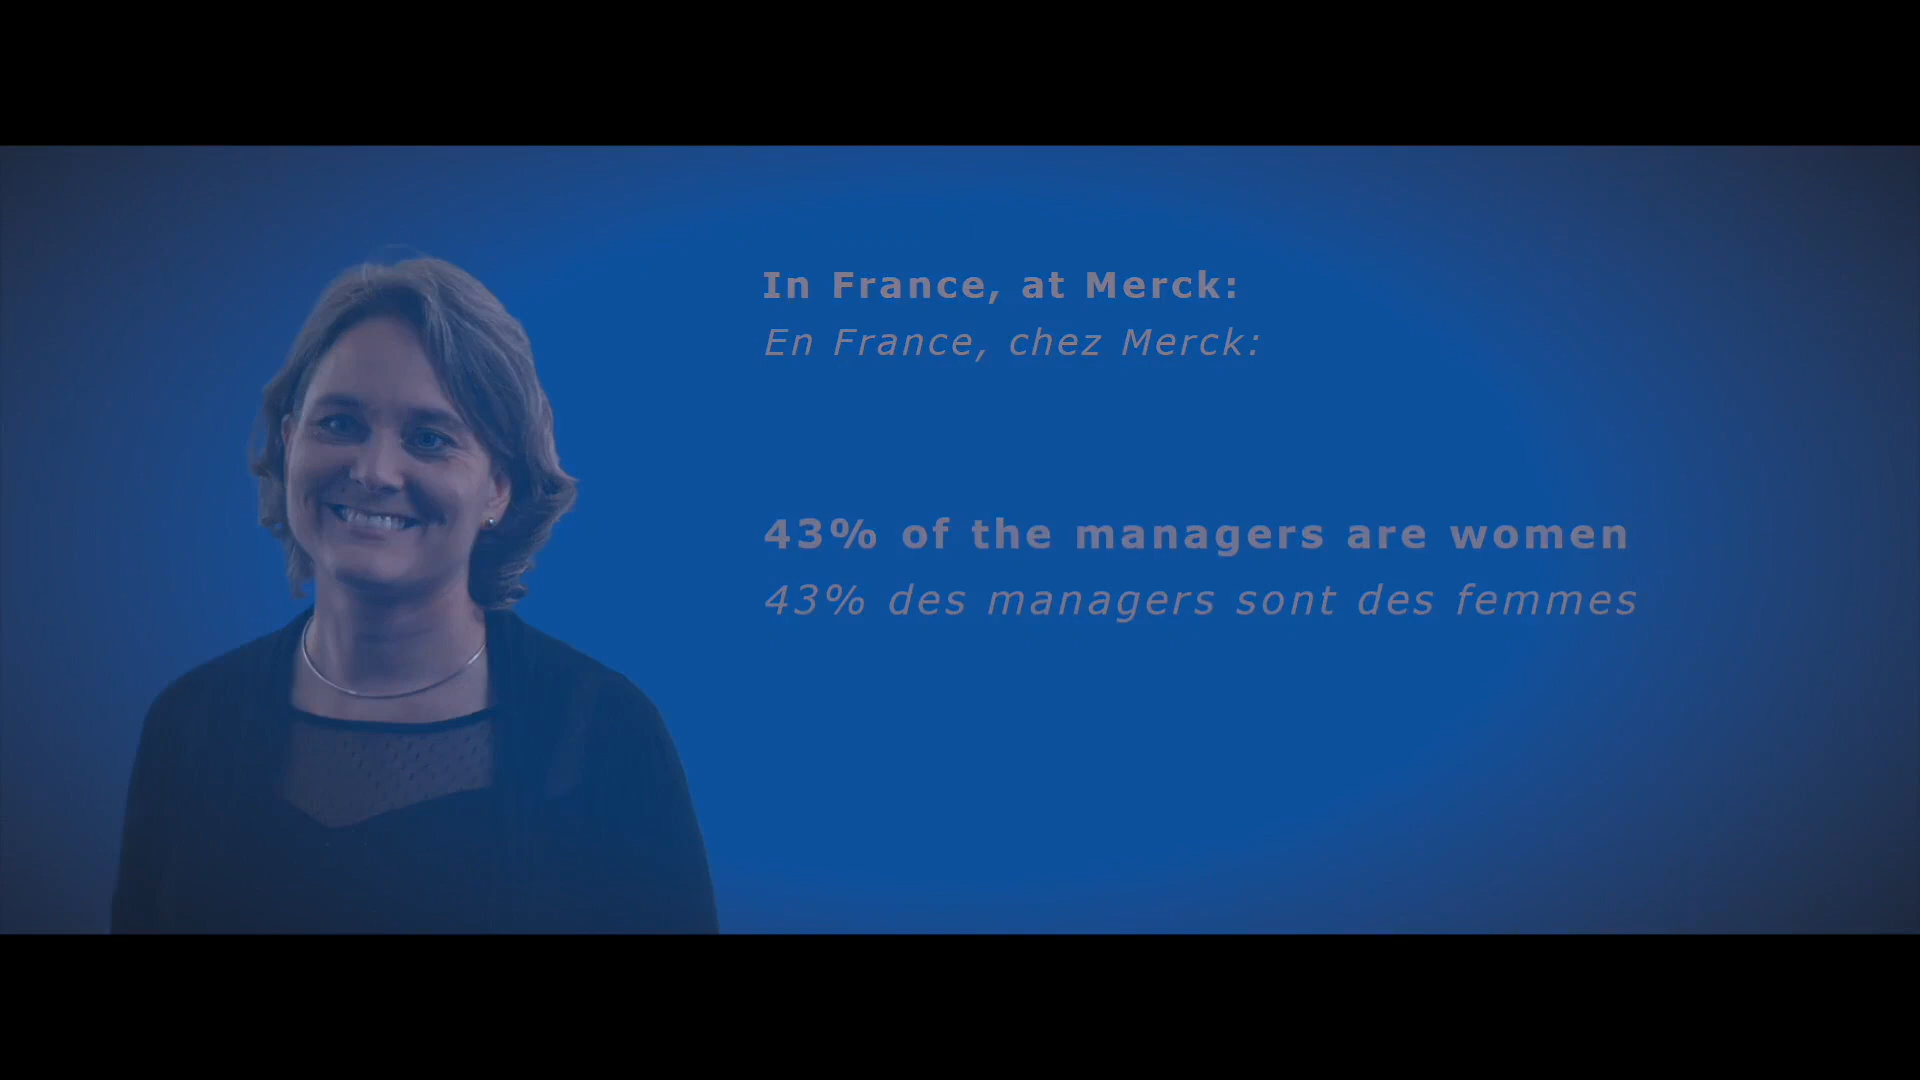 In France, at Merck:
En France, chez Merck:
43% of the managers are women
43% des managers sont des femmes